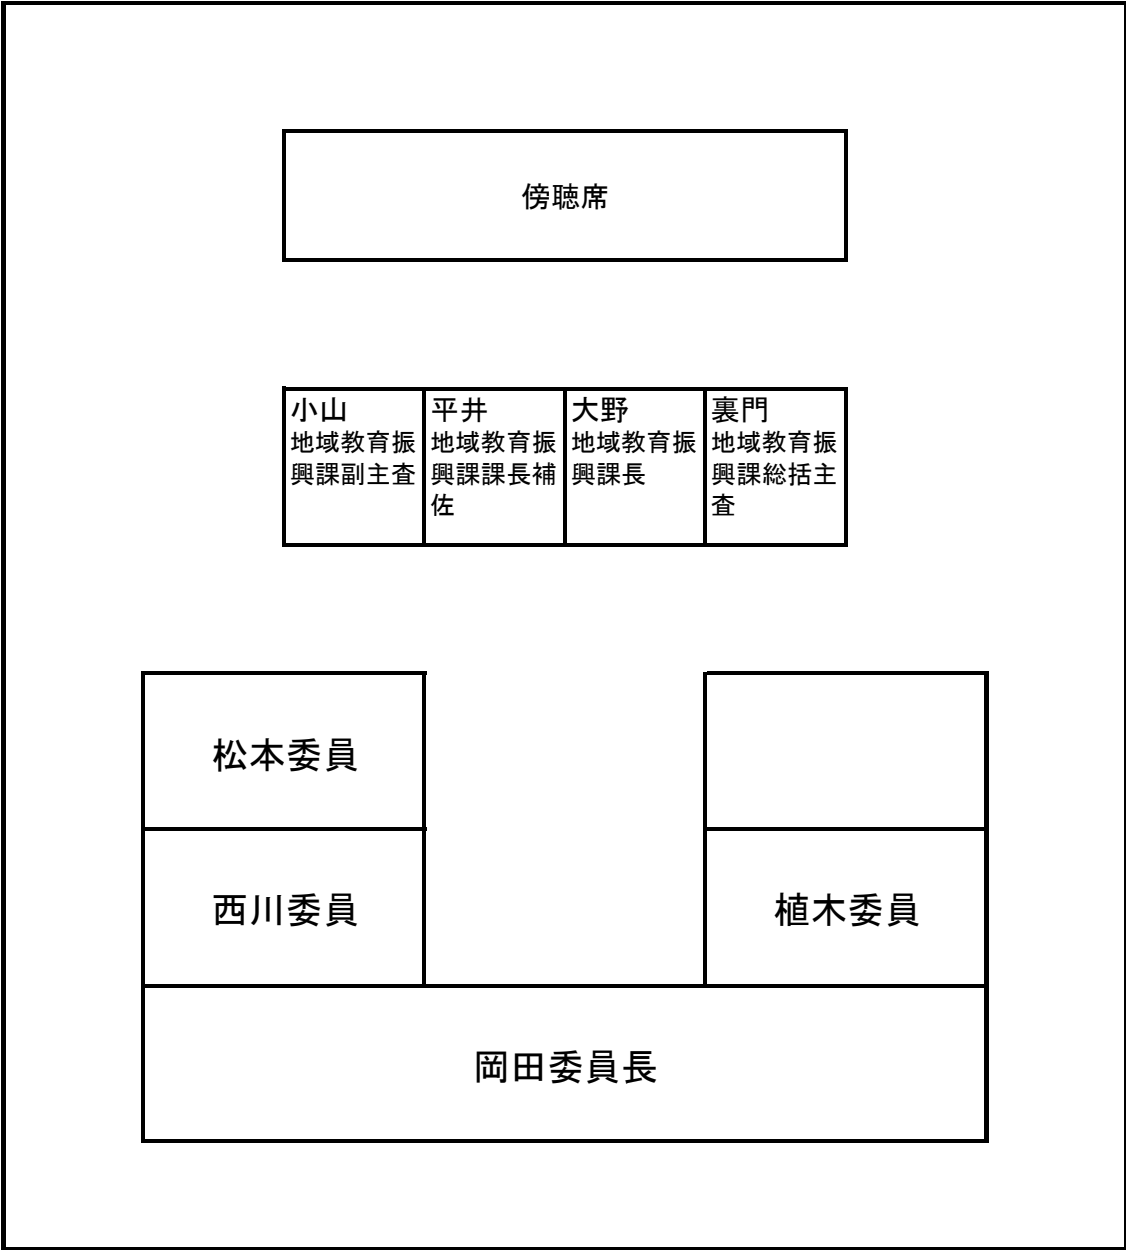 傍聴席
小山
地域教育振
興課副主査
平井
地域教育振
興課課長補
佐
大野
地域教育振
興課長
裏門
地域教育振
興課総括主
査
松本委員
西川委員
植木委員
岡田委員長